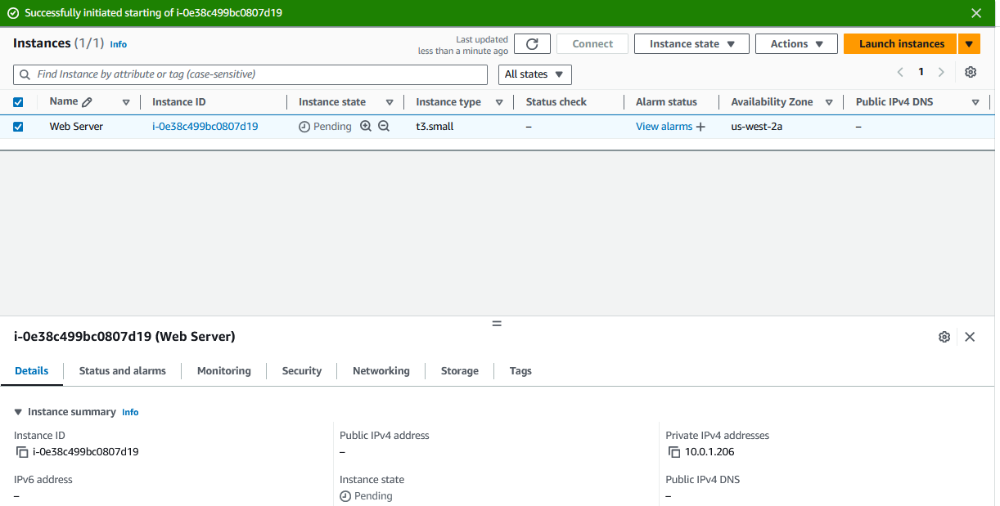 Successfully initiated starting of i-0e38c499bc0807d19
Instances (1/1) Info
Last updated
less than a minute ago
Connect
Instance state
Actions
Launch instances
Find Instance by attribute or tag (case-sensitive)
All states
1
Name Instance ID Instance state Instance type Status check Alarm status Availability Zone Public IPv4 DNS
Web Server i-0e38c499bc0807d19 Pending t3.small – View alarms + us-west-2a –
i-0e38c499bc0807d19 (Web Server)
Details Status and alarms Monitoring Security Networking Storage Tags
Instance summary Info
Instance ID Public IPv4 address Private IPv4 addresses
i-0e38c499bc0807d19 – 10.0.1.206
IPv6 address Instance state Public IPv4 DNS
– Pending –